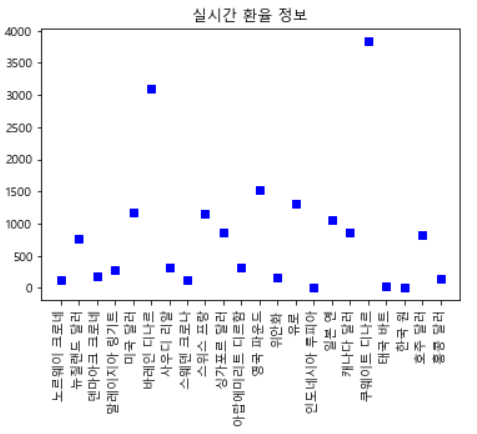 실시간 환율 정보
4000
3500
3000
2500
2000
1500
1000
500
0
노르웨이 크로네
뉴질랜드 달러
덴마크 크로네
말레이지아 링기트
미국 달러
바레인 디나르
사우디 리얄
스웨덴 크로나
스위스 프랑
싱가포르 달러
아랍에미리트 디르함
영국 파운드
위안화
유로
인도네시아 루피아
일본 엔
캐나다 달러
쿠웨이트 디나르
태국 바트
한국 원
호주 달러
홍콩 달러